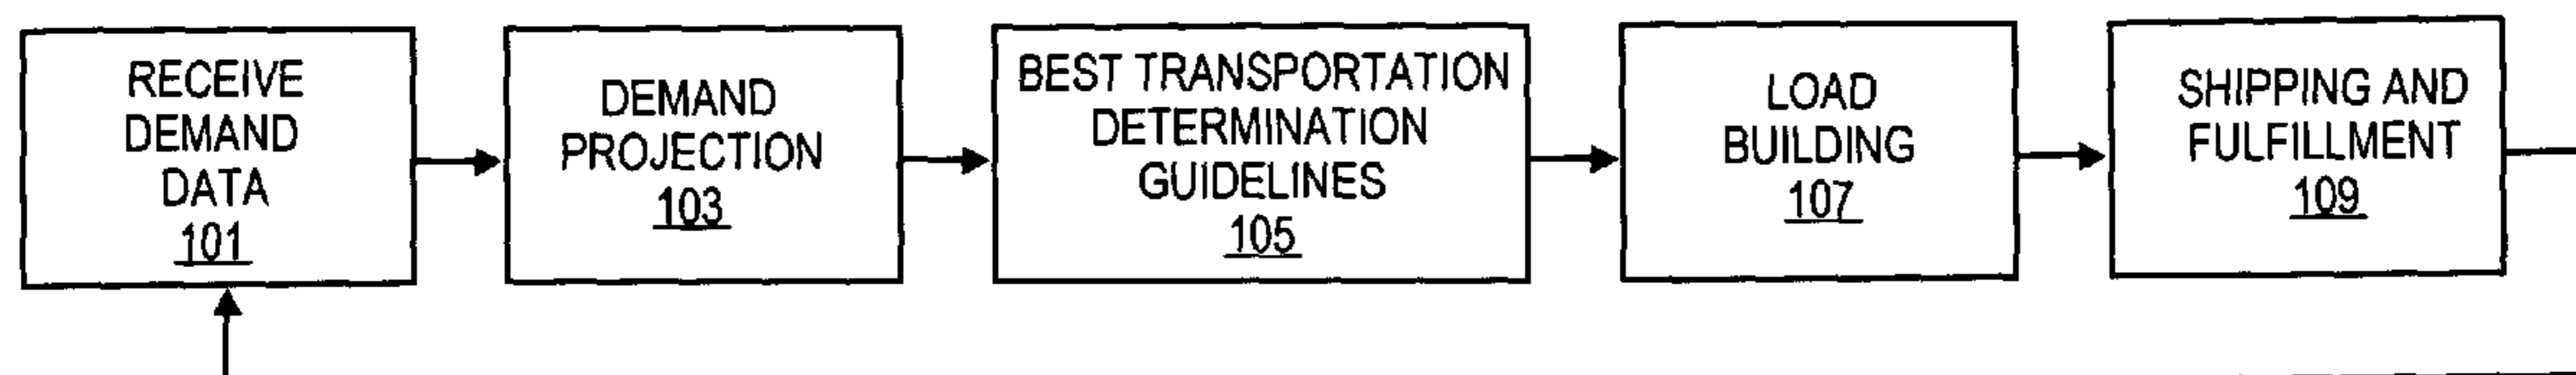 RECEIVE
DEMAND
DATA
101
DEMAND
PROJECTION
103
BEST TRANSPORTATION
DETERMINATION
GUIDELINES
105
LOAD
BUILDING
107
SHIPPING AND
FULFILLMENT
109